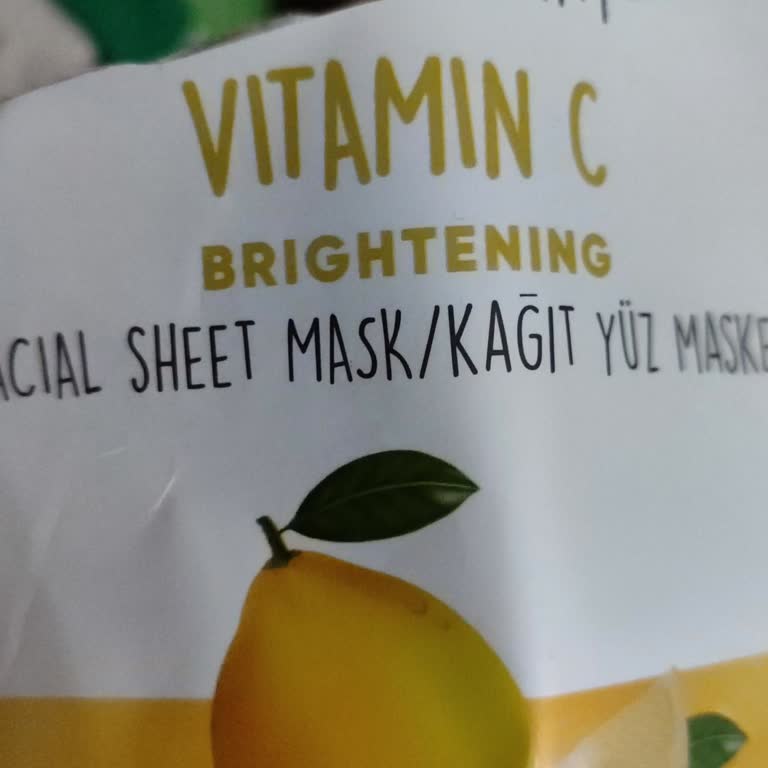 VITAMIN C
BRIGHTENING
ACIAL SHEET MASK/KAĞIT YÜZ MASKE